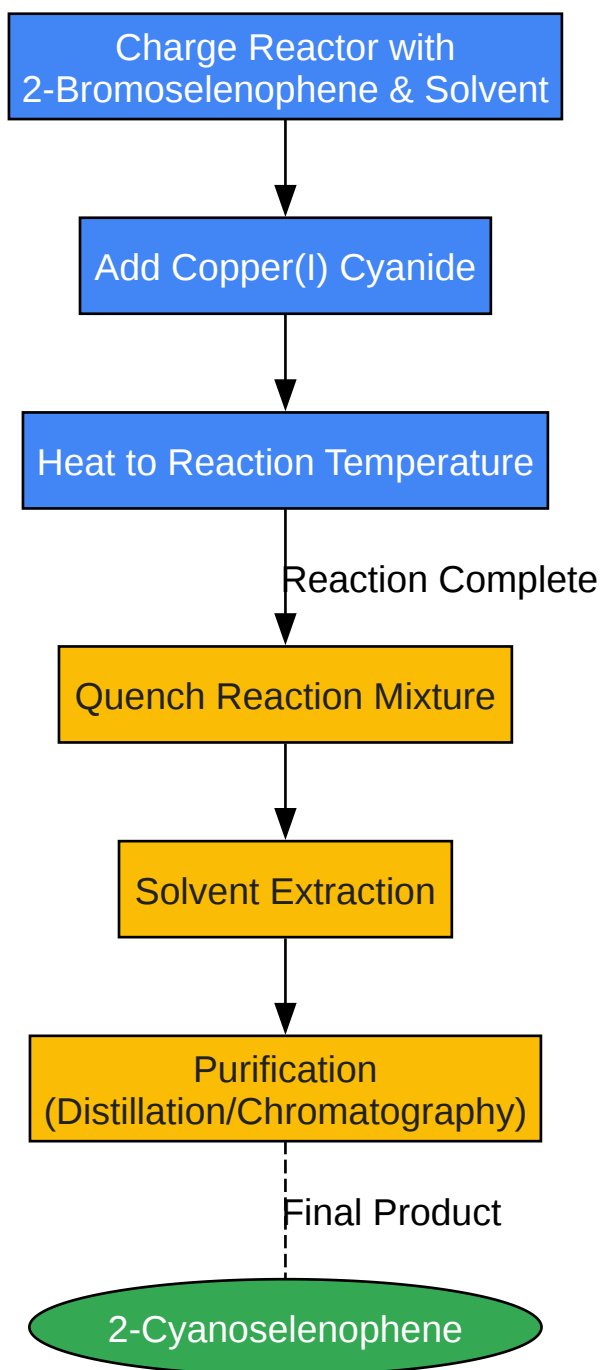 Charge Reactor with
2-Bromoselenophene & Solvent
Add Copper(I) Cyanide
Heat to Reaction Temperature
Reaction Complete
Quench Reaction Mixture
Solvent Extraction
Purification
(Distillation/Chromatography)
Final Product
2-Cyanoselenophene